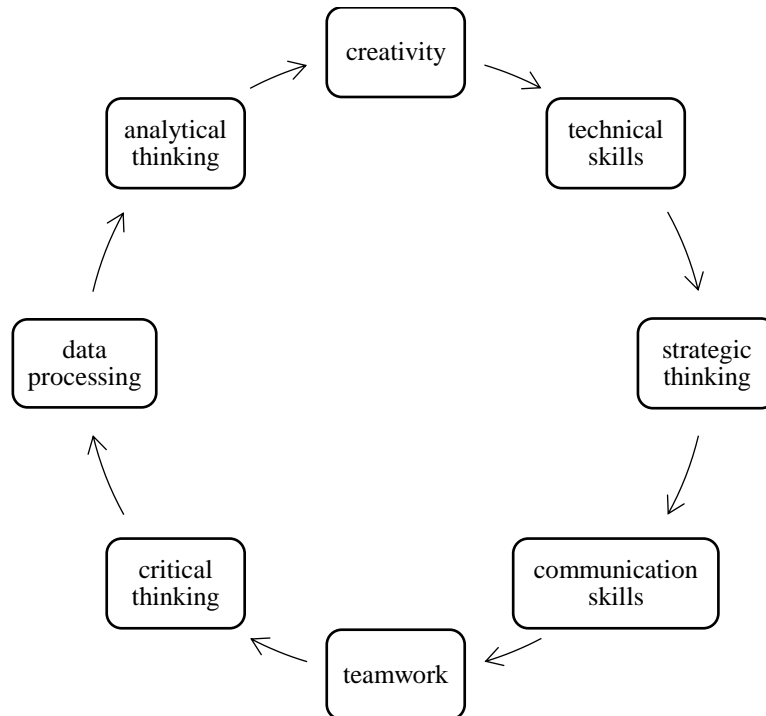 creativity
technical
skills
strategic
thinking
communication
skills
teamwork
critical
thinking
data
processing
analytical
thinking